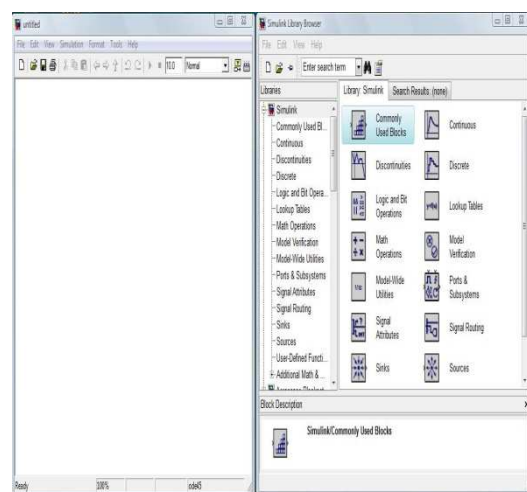 untitled
File Edit View Simulation Format Tools Help
10.0 Normal
Ready 100% ode45
Simulink Library Browser
File Edit View Help
Enter search term
Libraries
Simulink
Commonly Used Bl...
Continuous
Discontinuities
Discrete
Logic and Bit Opera...
Lookup Tables
Math Operations
Model Verification
Model-Wide Utilities
Ports & Subsystems
Signal Attributes
Signal Routing
Sinks
Sources
User-Defined Functi...
Additional Math & ...
Library: Simulink Search Results: (none)
Commonly Used Blocks
Continuous
Discontinuities
Discrete
Logic and Bit Operations
Lookup Tables
Math Operations
Model Verification
Model-Wide Utilities
Ports & Subsystems
Signal Attributes
Signal Routing
Sinks
Sources
Block Description
Simulink/Commonly Used Blocks